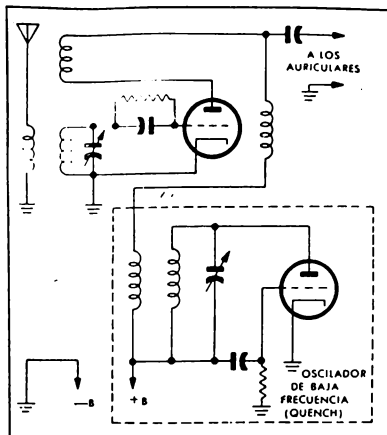 A LOS
AURICULARES
OSCILADOR
DE BAJA
FRECUENCIA
(QUENCH)
—B
+B